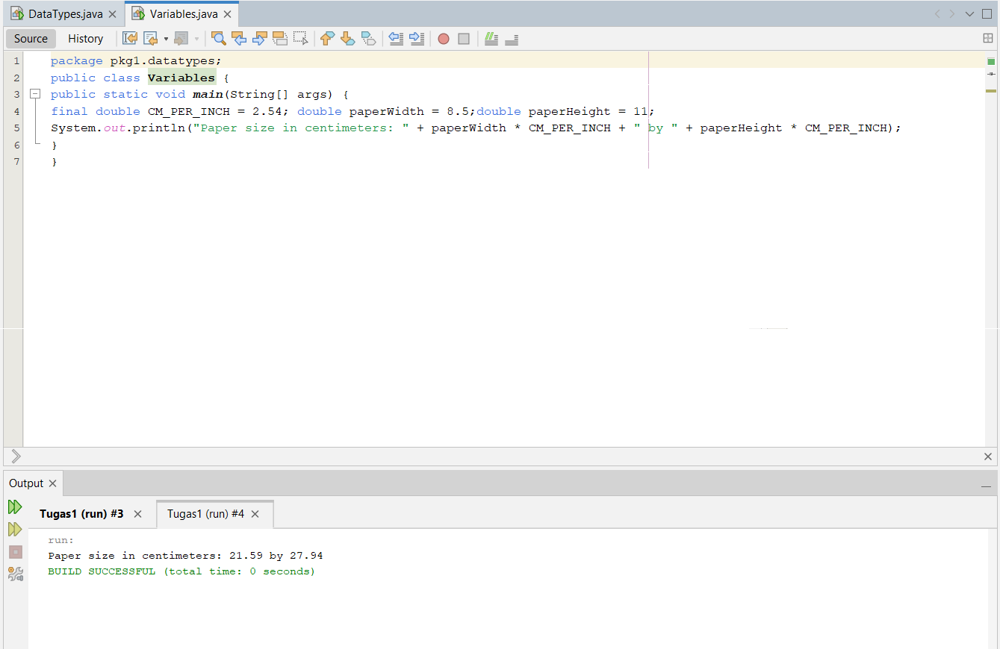 DataTypes.java Variables.java
Source History
1 package pkg1.datatypes;
2 public class Variables {
3 public static void main(String[] args) {
4 final double CM_PER_INCH = 2.54; double paperWidth = 8.5;double paperHeight = 11;
5 System.out.println("Paper size in centimeters: " + paperWidth * CM_PER_INCH + " by " + paperHeight * CM_PER_INCH);
6 }
7 }
Output
Tugas1 (run) #3 Tugas1 (run) #4
run:
Paper size in centimeters: 21.59 by 27.94
BUILD SUCCESSFUL (total time: 0 seconds)